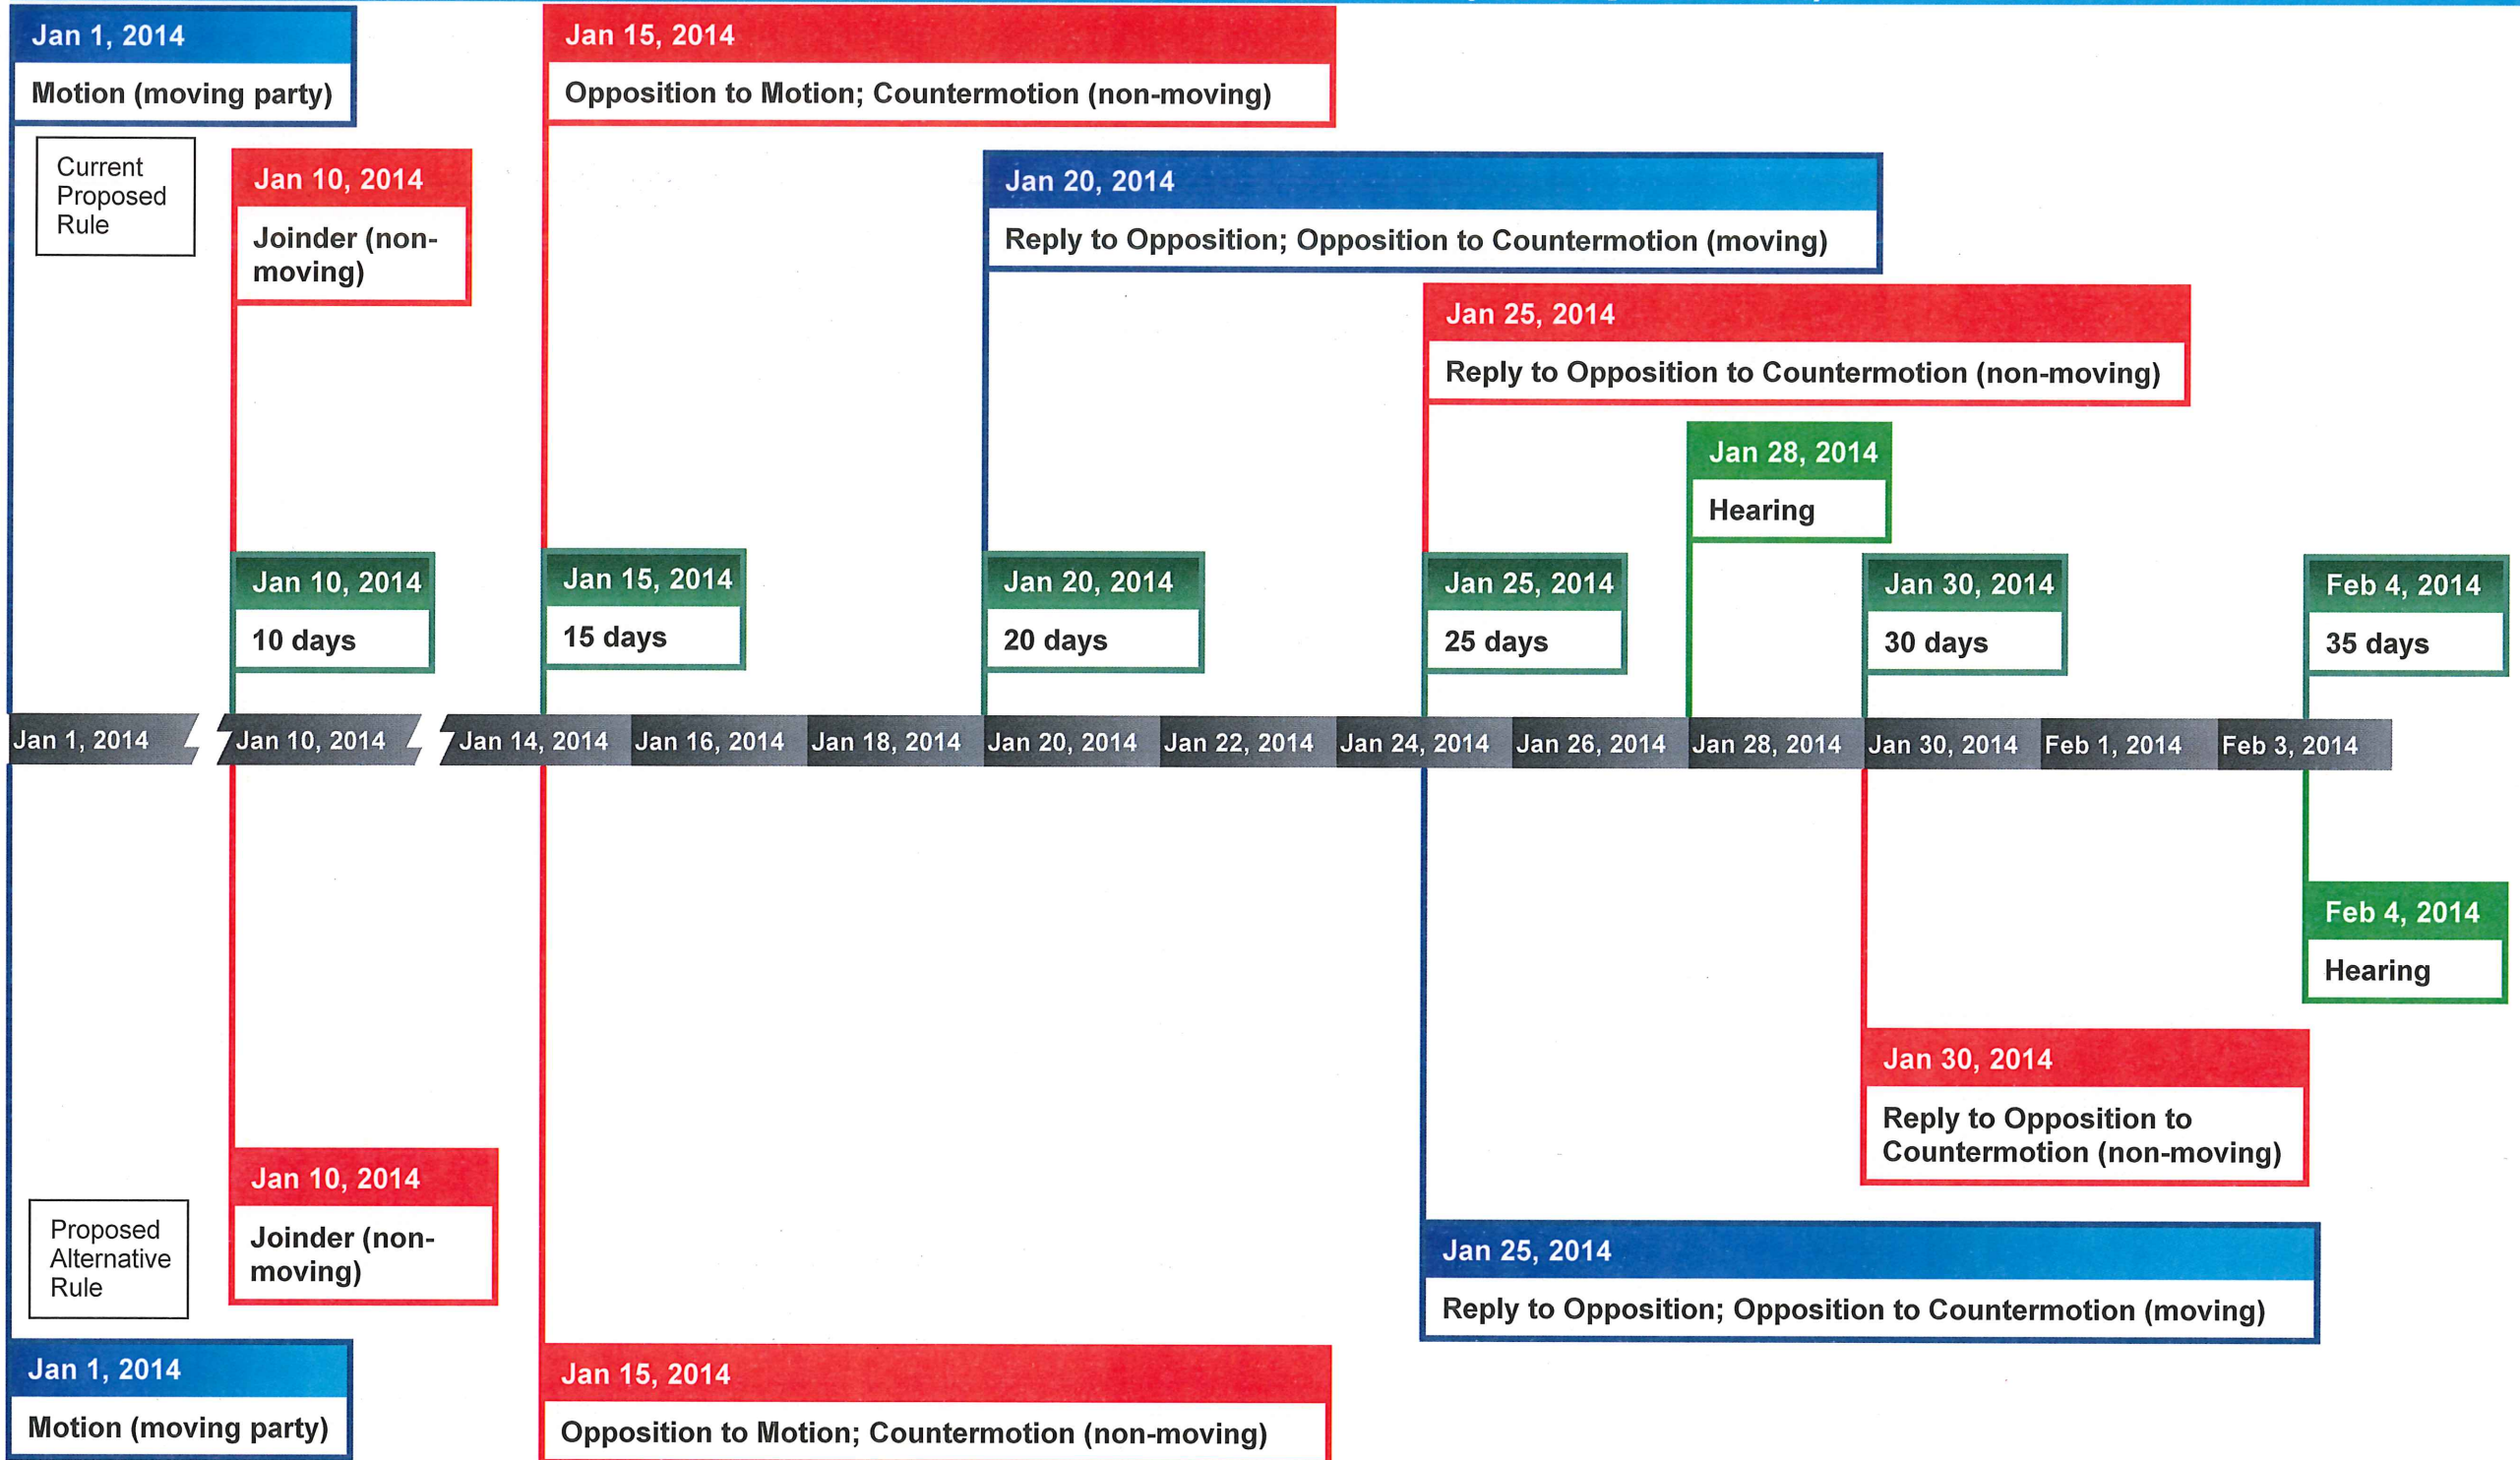 Jan 1, 2014
Motion (moving party)
Jan 15, 2014
Opposition to Motion; Countermotion (non-moving)
Current
Proposed
Rule
Jan 10, 2014
Joinder (non-
moving)
Jan 20, 2014
Reply to Opposition; Opposition to Countermotion (moving)
Jan 25, 2014
Reply to Opposition to Countermotion (non-moving)
Jan 28, 2014
Hearing
Jan 10, 2014
10 days
Jan 15, 2014
15 days
Jan 20, 2014
20 days
Jan 25, 2014
25 days
Jan 30, 2014
30 days
Feb 4, 2014
35 days
Jan 1, 2014
Jan 10, 2014
Jan 14, 2014
Jan 16, 2014
Jan 18, 2014
Jan 20, 2014
Jan 22, 2014
Jan 24, 2014
Jan 26, 2014
Jan 28, 2014
Jan 30, 2014
Feb 1, 2014
Feb 3, 2014
Feb 4, 2014
Hearing
Jan 30, 2014
Reply to Opposition to
Countermotion (non-moving)
Jan 10, 2014
Joinder (non-
moving)
Proposed
Alternative
Rule
Jan 25, 2014
Reply to Opposition; Opposition to Countermotion (moving)
Jan 1, 2014
Motion (moving party)
Jan 15, 2014
Opposition to Motion; Countermotion (non-moving)